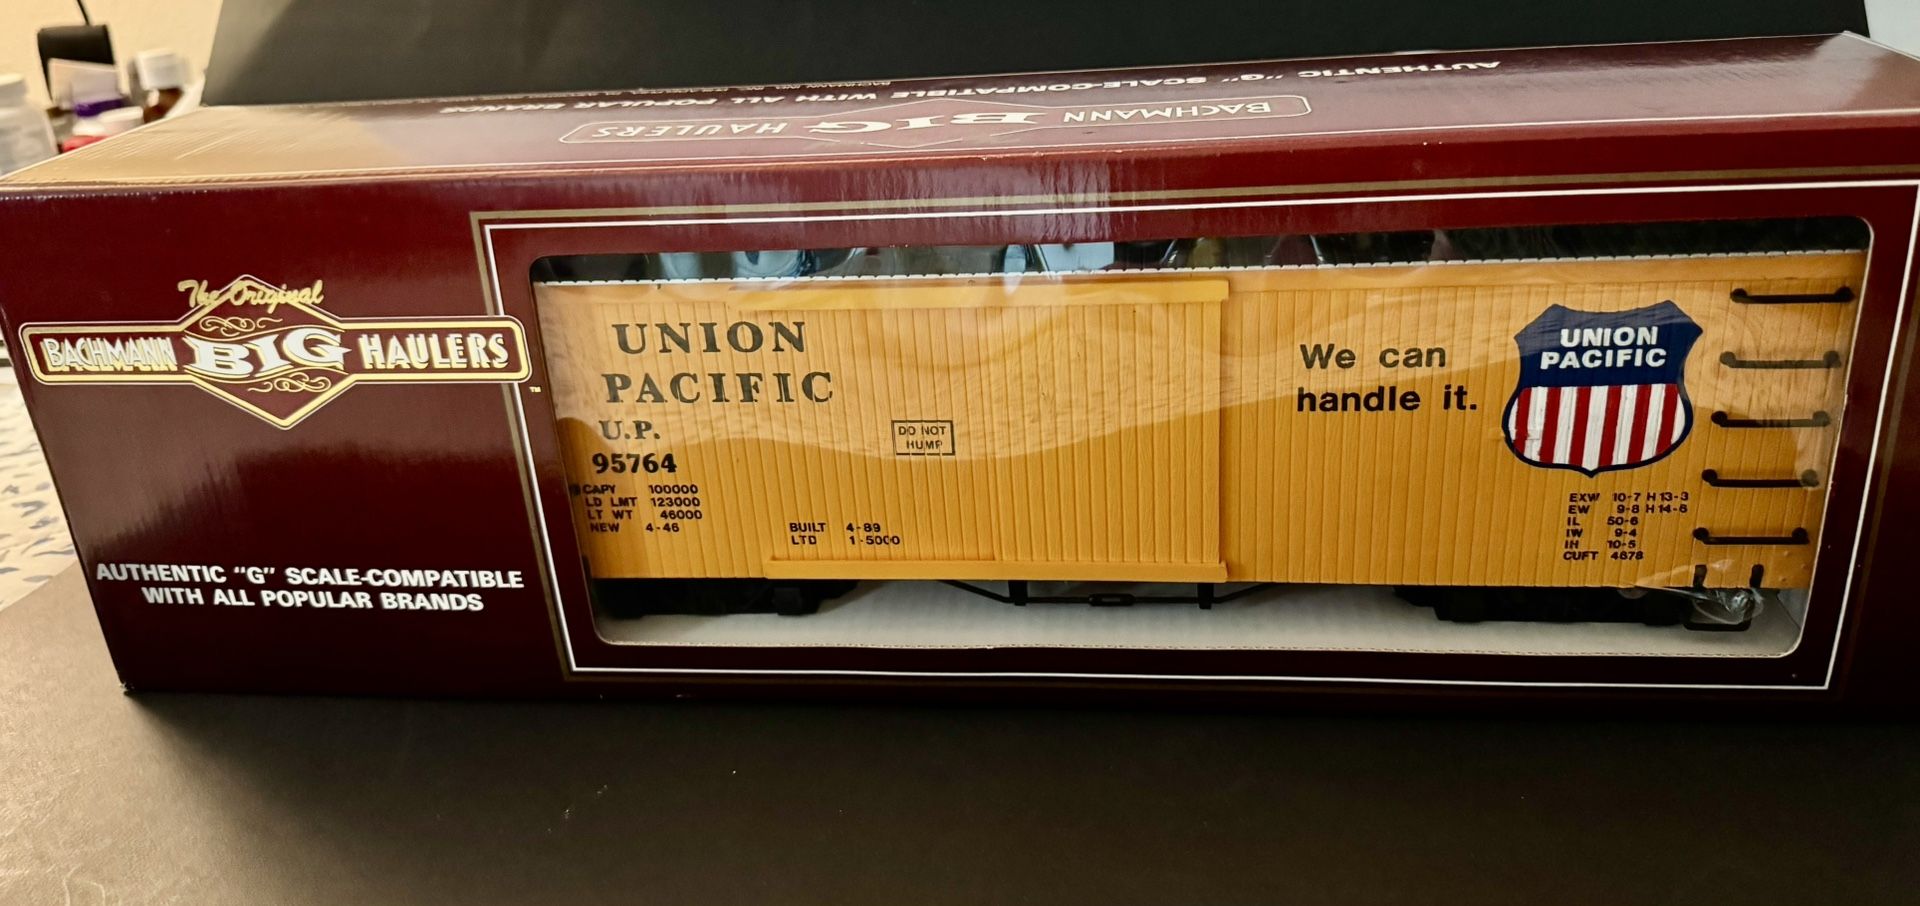 AUTHENTIC "G" SCALE-COMPATIBLE WITH ALL POPULAR BRANDS
BACHMANN BIG HAULERS
The Original
BACHMANN BIG HAULERS
TM
AUTHENTIC "G" SCALE-COMPATIBLE
WITH ALL POPULAR BRANDS
UNION
PACIFIC
U.P.
95764
CAPY 100000
LD LMT 123000
LT WT 46000
NEW 4-46
DO NOT
HUMP
BUILT 4-89
LTD 1-5000
We can
handle it.
UNION
PACIFIC
EXW 10-7 H 13-3
EW 9-8 H 14-6
IL 50-6
IW 9-4
IH 10-5
CUFT 4678